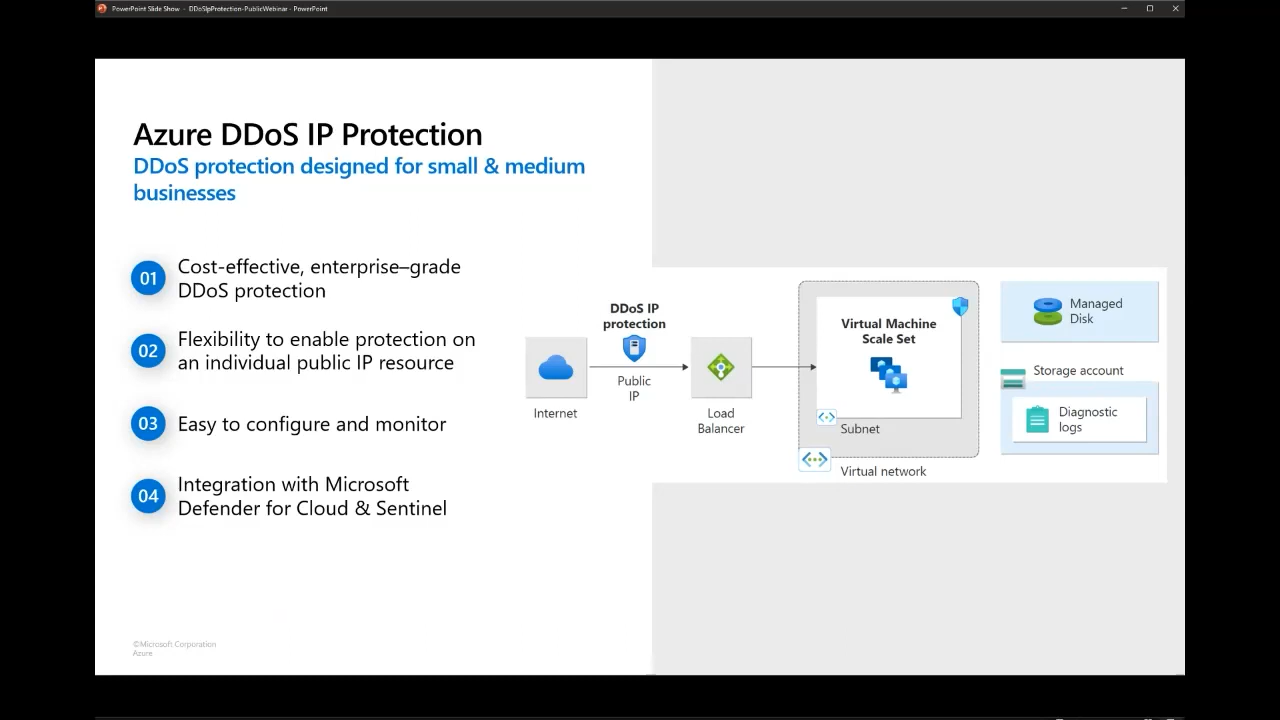 PowerPoint Slide Show - DDoSIpProtection-PublicWebinar - PowerPoint
Azure DDoS IP Protection
DDoS protection designed for small & medium
businesses
01
Cost-effective, enterprise–grade
DDoS protection
02
Flexibility to enable protection on
an individual public IP resource
03
Easy to configure and monitor
04
Integration with Microsoft
Defender for Cloud & Sentinel
DDoS IP
protection
Internet
Public
IP
Load
Balancer
Virtual Machine
Scale Set
Subnet
Virtual network
Managed
Disk
Storage account
Diagnostic
logs
©Microsoft Corporation
Azure